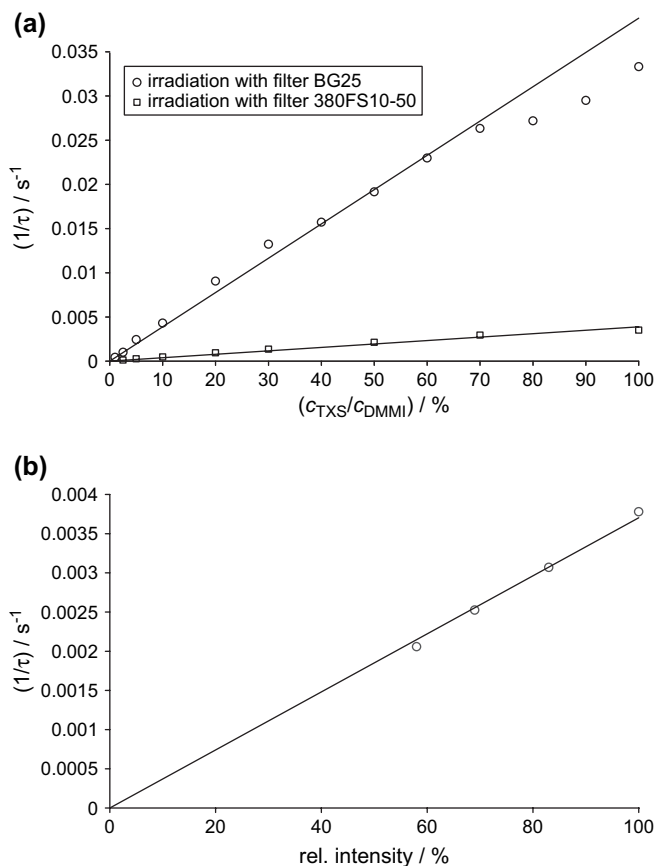 (a)
0.035
0.03
0.025
0.02
0.015
0.01
0.005
0
(1/τ) / s⁻¹
irradiation with filter BG25
irradiation with filter 380FS10-50
0 10 20 30 40 50 60 70 80 90 100
(c_TXS/c_DMMI) / %
(b)
0.004
0.0035
0.003
0.0025
0.002
0.0015
0.001
0.0005
0
(1/τ) / s⁻¹
0 20 40 60 80 100
rel. intensity / %